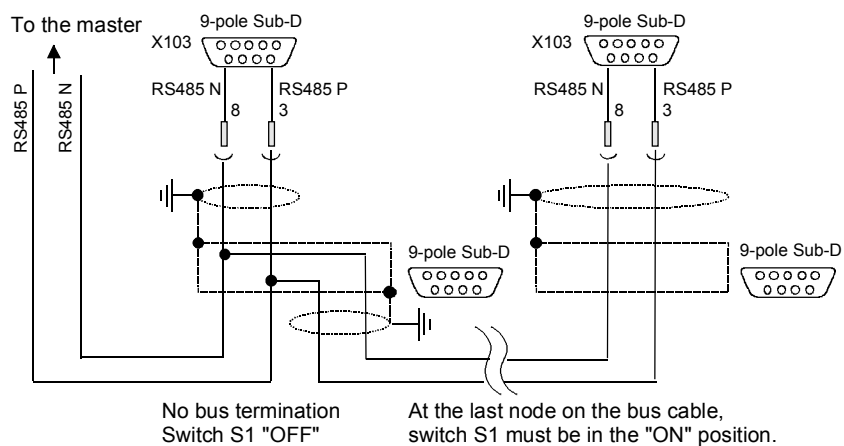 To the master
9-pole Sub-D
X103
RS485 P
RS485 N
RS485 N
RS485 P
8
3
9-pole Sub-D
X103
RS485 N
RS485 P
8
3
9-pole Sub-D
9-pole Sub-D
No bus termination
Switch S1 "OFF"
At the last node on the bus cable,
switch S1 must be in the "ON" position.